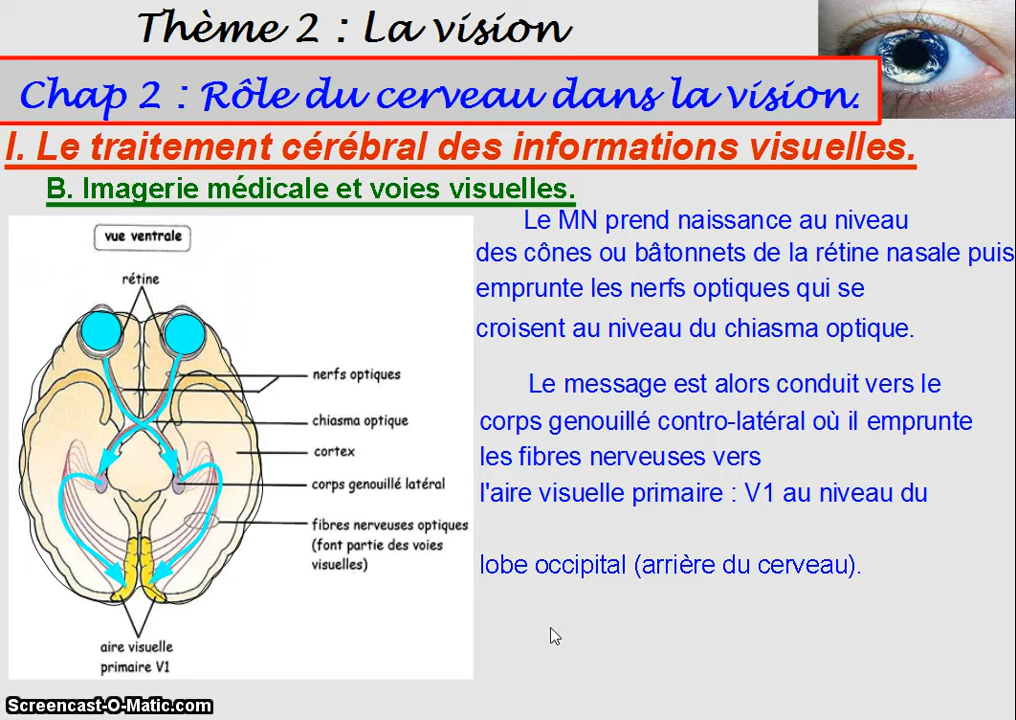 Thème 2 : La vision
Chap 2 : Rôle du cerveau dans la vision.
I. Le traitement cérébral des informations visuelles.
B. Imagerie médicale et voies visuelles.
vue ventrale
rétine
nerfs optiques
chiasma optique
cortex
corps genouillé latéral
fibres nerveuses optiques
(font partie des voies
visuelles)
aire visuelle
primaire V1
Le MN prend naissance au niveau
des cônes ou bâtonnets de la rétine nasale puis
emprunte les nerfs optiques qui se
croisent au niveau du chiasma optique.
Le message est alors conduit vers le
corps genouillé contro-latéral où il emprunte
les fibres nerveuses vers
l'aire visuelle primaire : V1 au niveau du
lobe occipital (arrière du cerveau).
Screencast-O-Matic.com